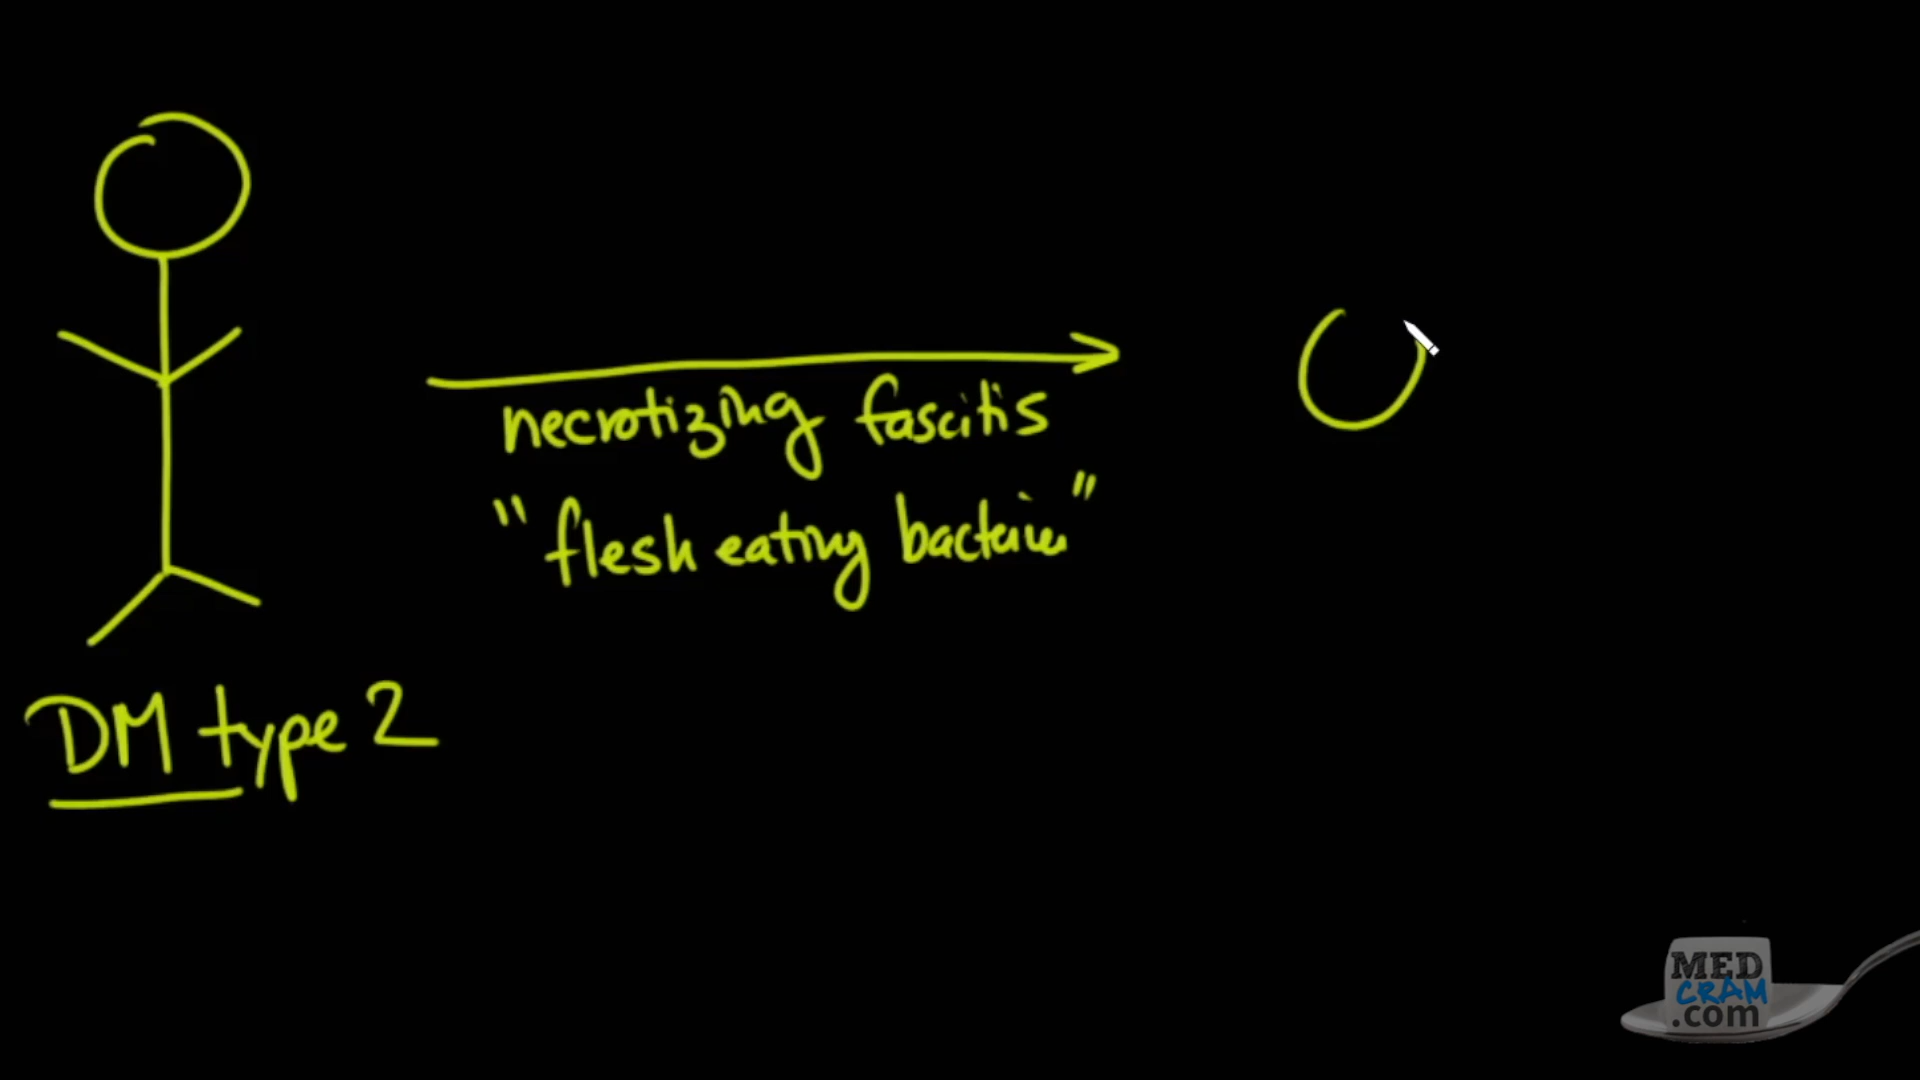 necrotizing fascitis
"flesh eating bacteria"
DM type 2
MED
CRAM
.com